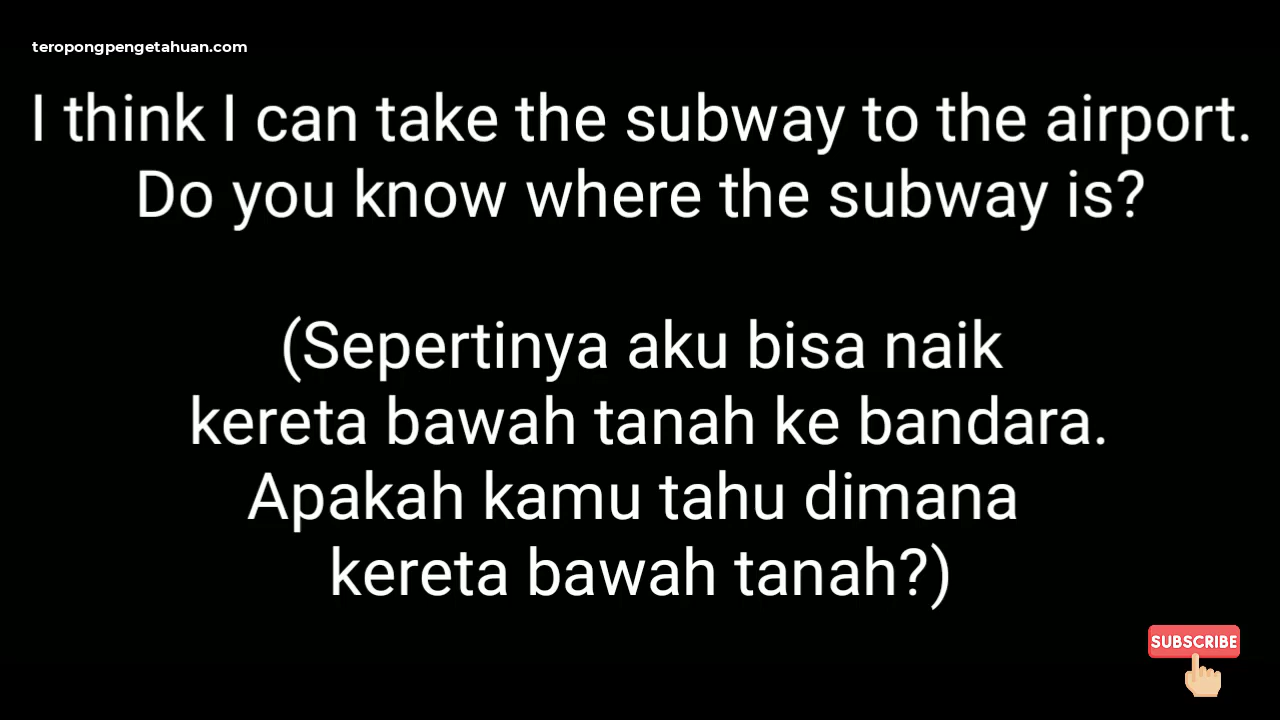 teropongpengetahuan.com
I think I can take the subway to the airport.
Do you know where the subway is?
(Sepertinya aku bisa naik
kereta bawah tanah ke bandara.
Apakah kamu tahu dimana
kereta bawah tanah?)
SUBSCRIBE